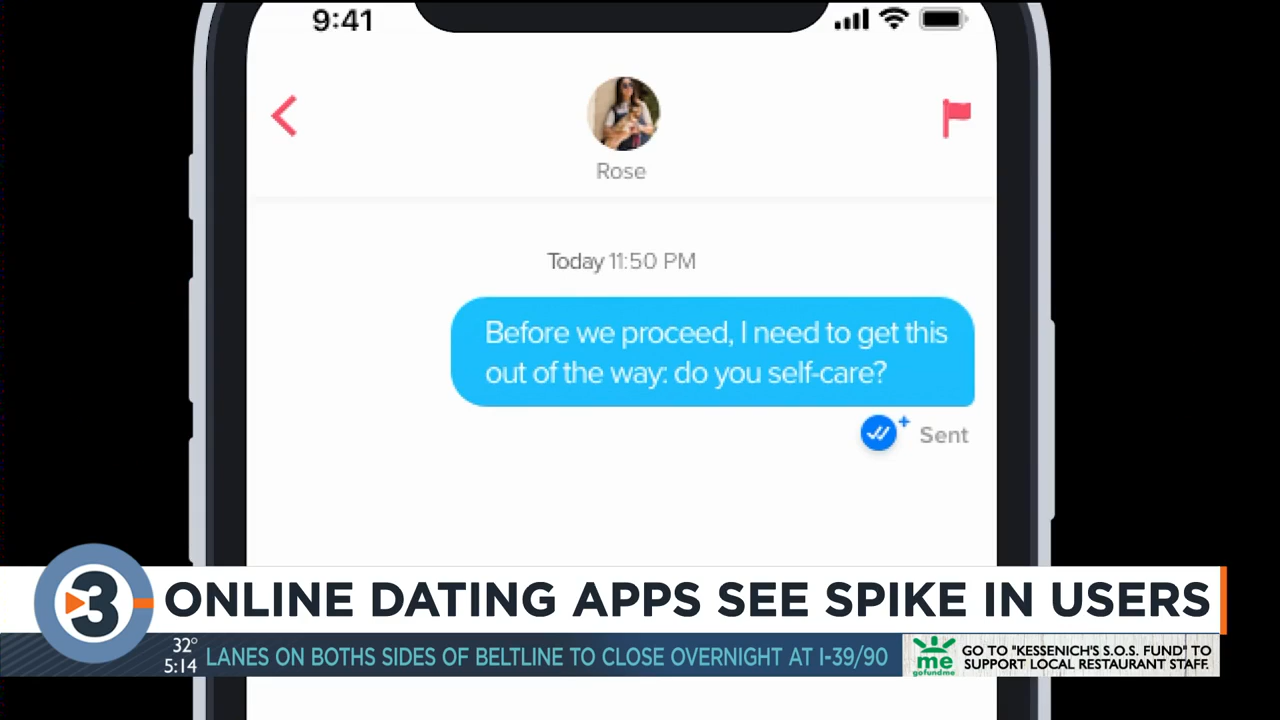 9:41
Rose
Today 11:50 PM
Before we proceed, I need to get this
out of the way: do you self-care?
Sent
3
ONLINE DATING APPS SEE SPIKE IN USERS
32°
5:14
LANES ON BOTHS SIDES OF BELTLINE TO CLOSE OVERNIGHT AT I-39/90
me
gofundme
GO TO "KESSENICH'S S.O.S. FUND" TO
SUPPORT LOCAL RESTAURANT STAFF.